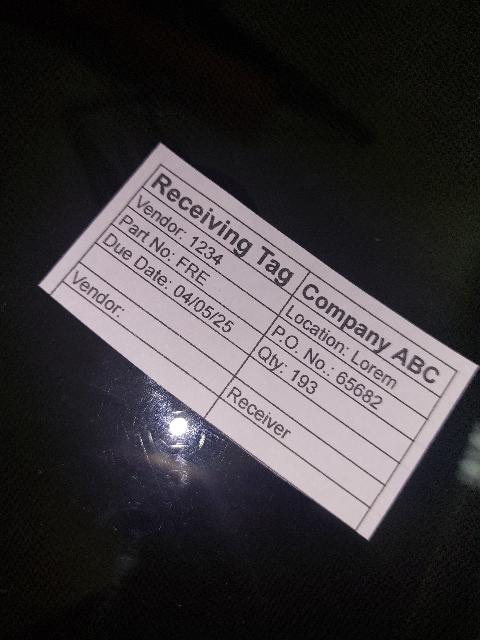 Receiving Tag Company ABC
Vendor: 1234 Location: Lorem
Part No: FRE P.O. No.: 65682
Due Date: 04/05/25 Qty: 193
Vendor: Receiver